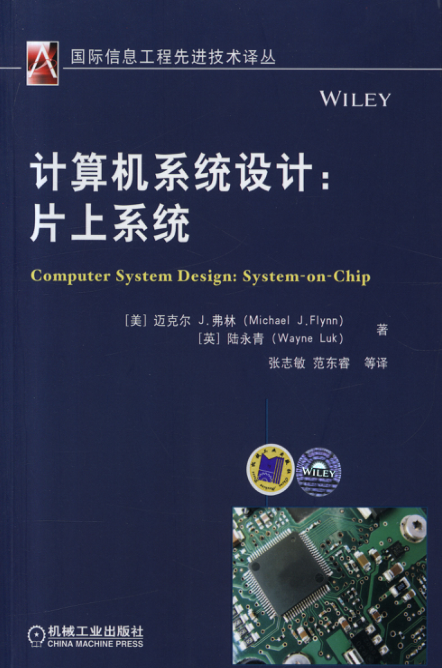 国际信息工程先进技术译丛
WILEY
计算机系统设计：
片上系统
Computer System Design: System-on-Chip
[美] 迈克尔 J.弗林 (Michael J.Flynn)
[英] 陆永青 (Wayne Luk)
著
张志敏 范东睿 等译
WILEY
机械工业出版社
CHINA MACHINE PRESS